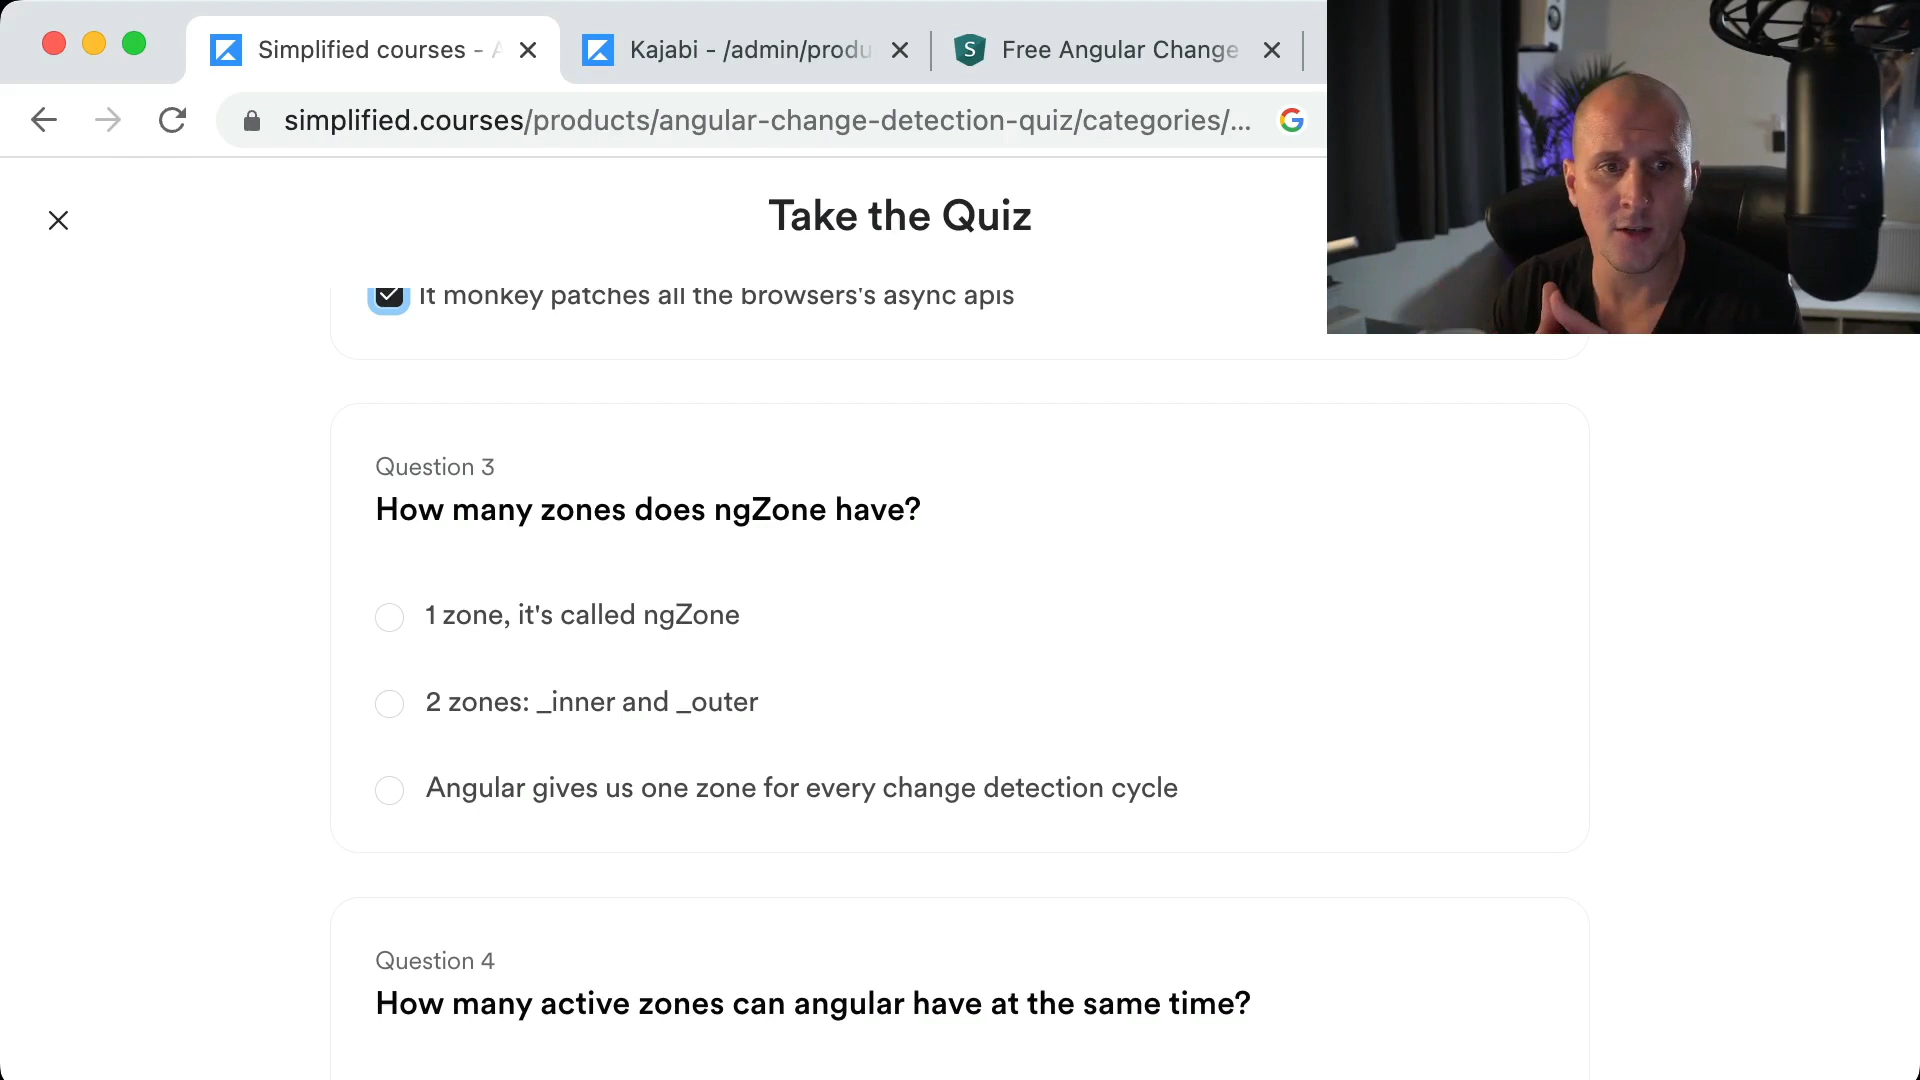 Simplified courses -
Kajabi - /admin/produ
S
Free Angular Change
simplified.courses/products/angular-change-detection-quiz/categories/...
G
Take the Quiz
It monkey patches all the browsers's async apis
Question 3
How many zones does ngZone have?
1 zone, it's called ngZone
2 zones: _inner and _outer
Angular gives us one zone for every change detection cycle
Question 4
How many active zones can angular have at the same time?